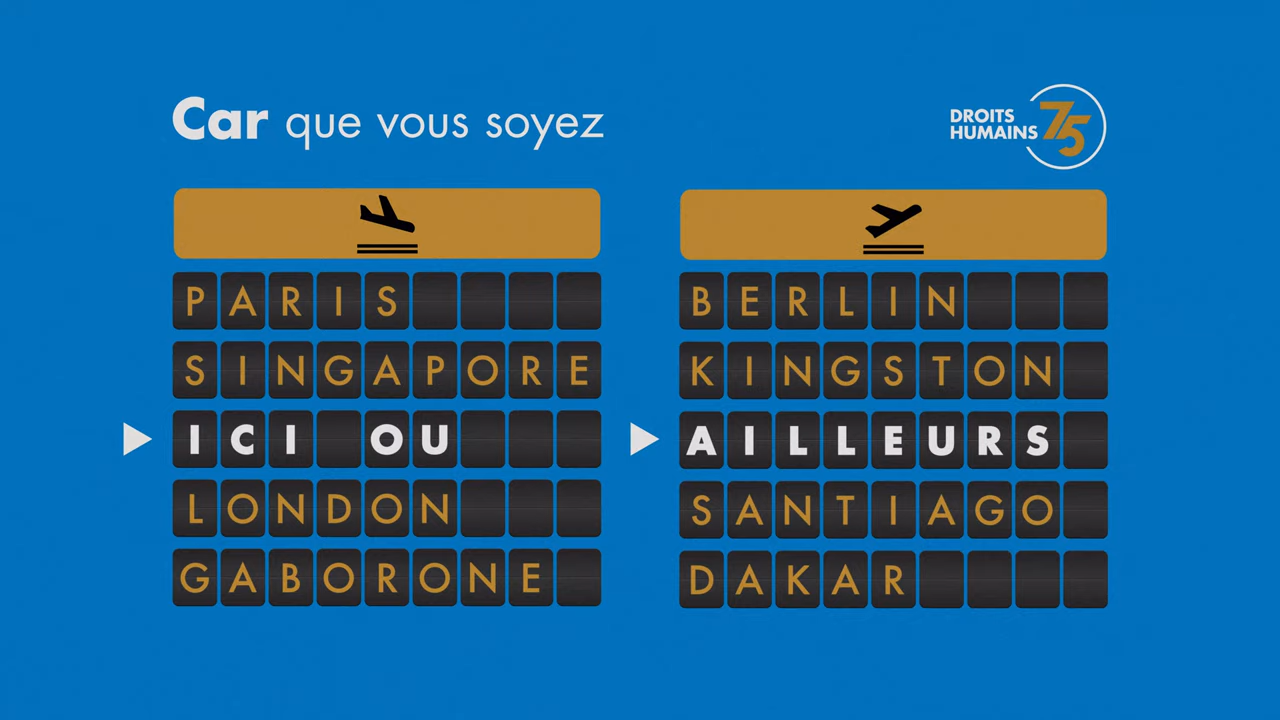 Car que vous soyez
DROITS
HUMAINS 75
PARIS
SINGAPORE
ICI OU
LONDON
GABORONE
BERLIN
KINGSTON
AILLEURS
SANTIAGO
DAKAR